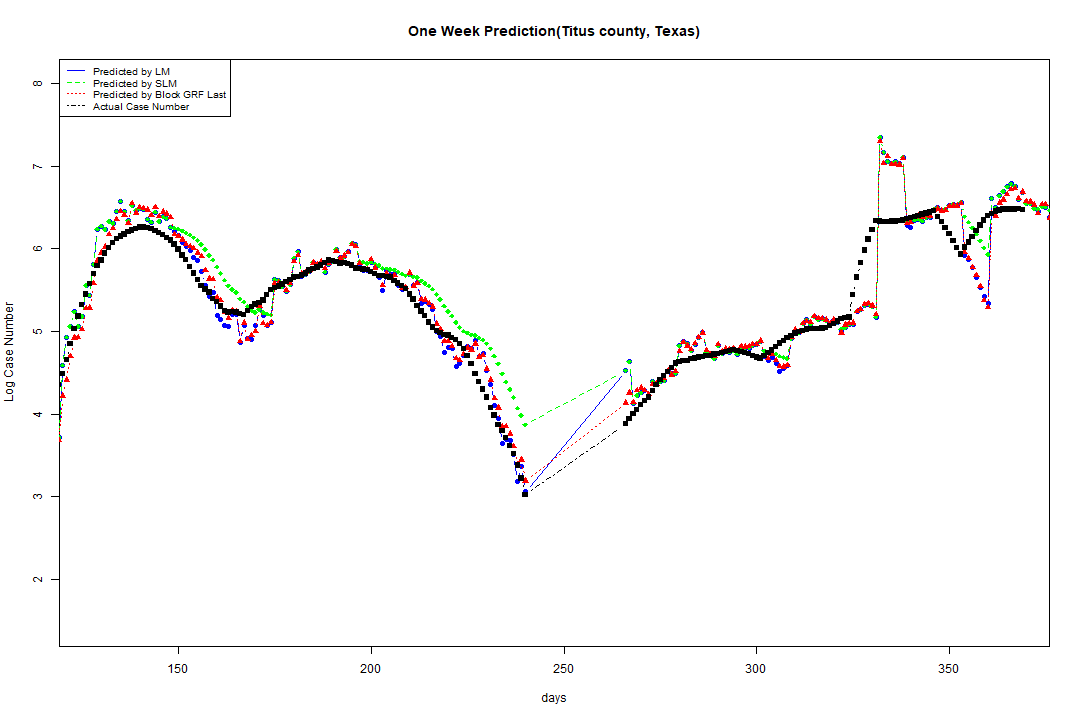 One Week Prediction(Titus county, Texas)
Predicted by LM
Predicted by SLM
Predicted by Block GRF Last
Actual Case Number
8
7
6
5
4
3
2
Log Case Number
150 200 250 300 350
days